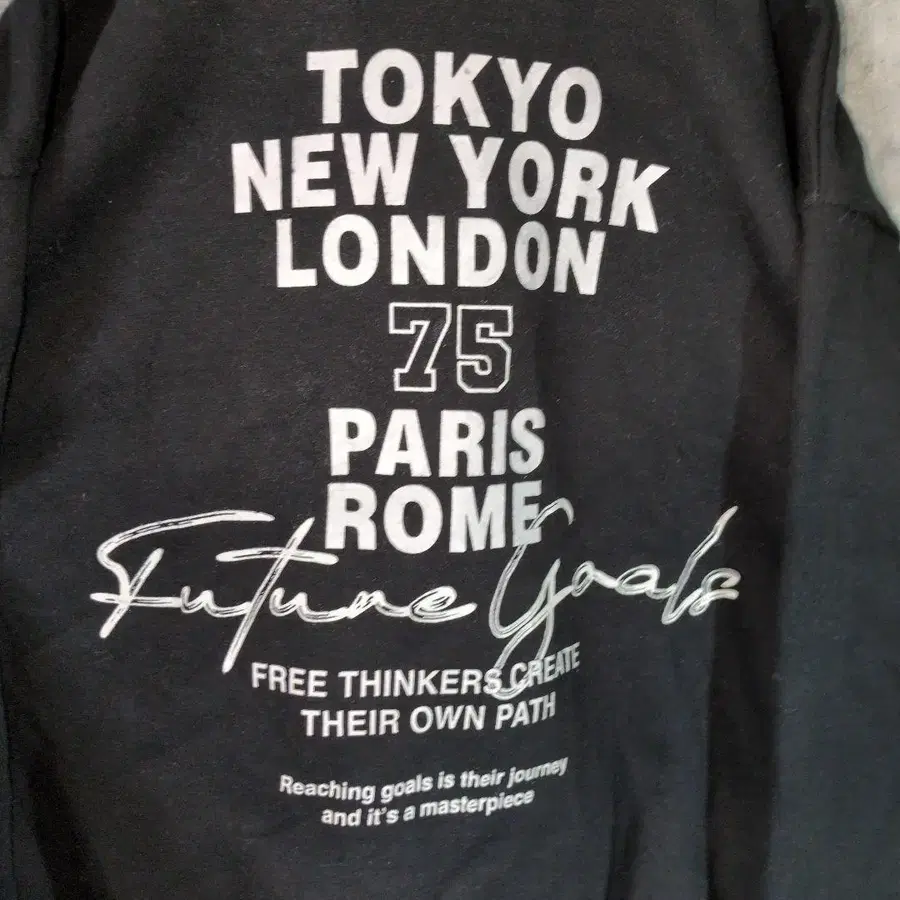 TOKYO
NEW YORK
LONDON
75
PARIS
ROME
Future Goals
FREE THINKERS CREATE
THEIR OWN PATH
Reaching goals is their journey
and it's a masterpiece